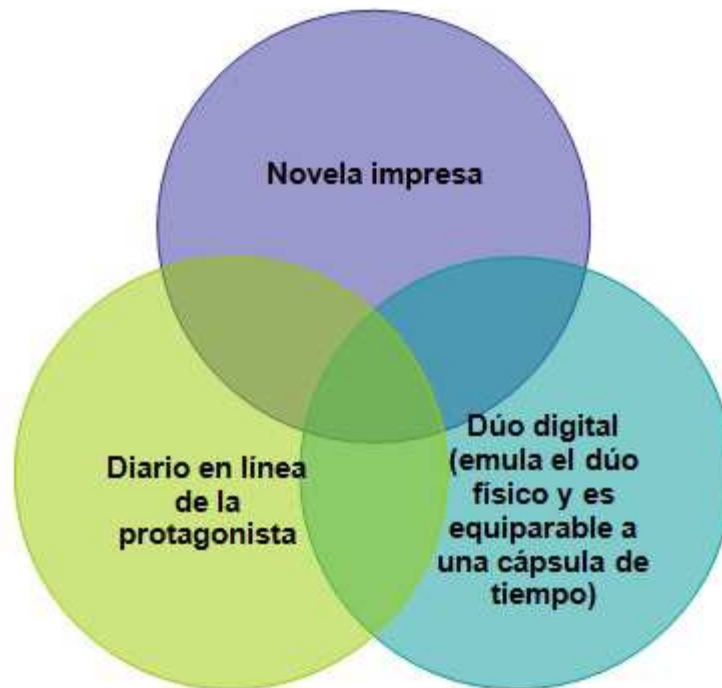 Novela impresa
Diario en línea
de la
protagonista
Dúo digital
(emula el dúo
físico y es
equiparable a
una cápsula de
tiempo)